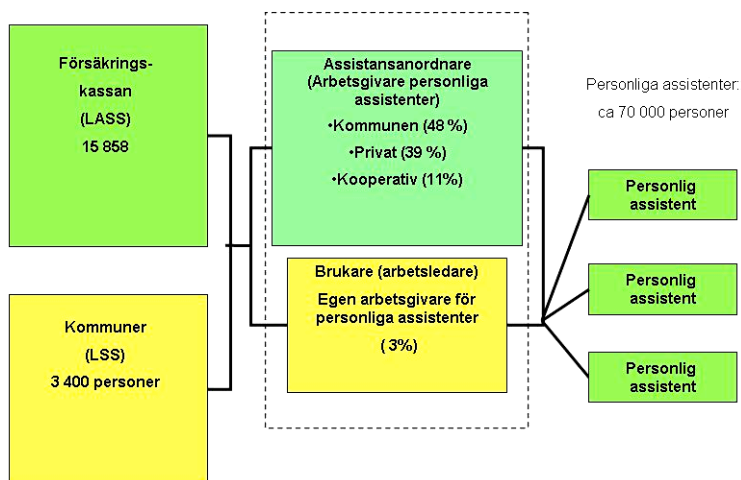 Försäkrings-
kassan
(LASS)
15 858
Kommuner
(LSS)
3 400 personer
Assistansanordnare
(Arbetsgivare personliga
assistenter)
•Kommunen (48 %)
•Privat (39 %)
•Kooperativ (11%)
Brukare (arbetsledare)
Egen arbetsgivare för
personliga assistenter
( 3%)
Personliga assistenter:
ca 70 000 personer
Personlig
assistent
Personlig
assistent
Personlig
assistent